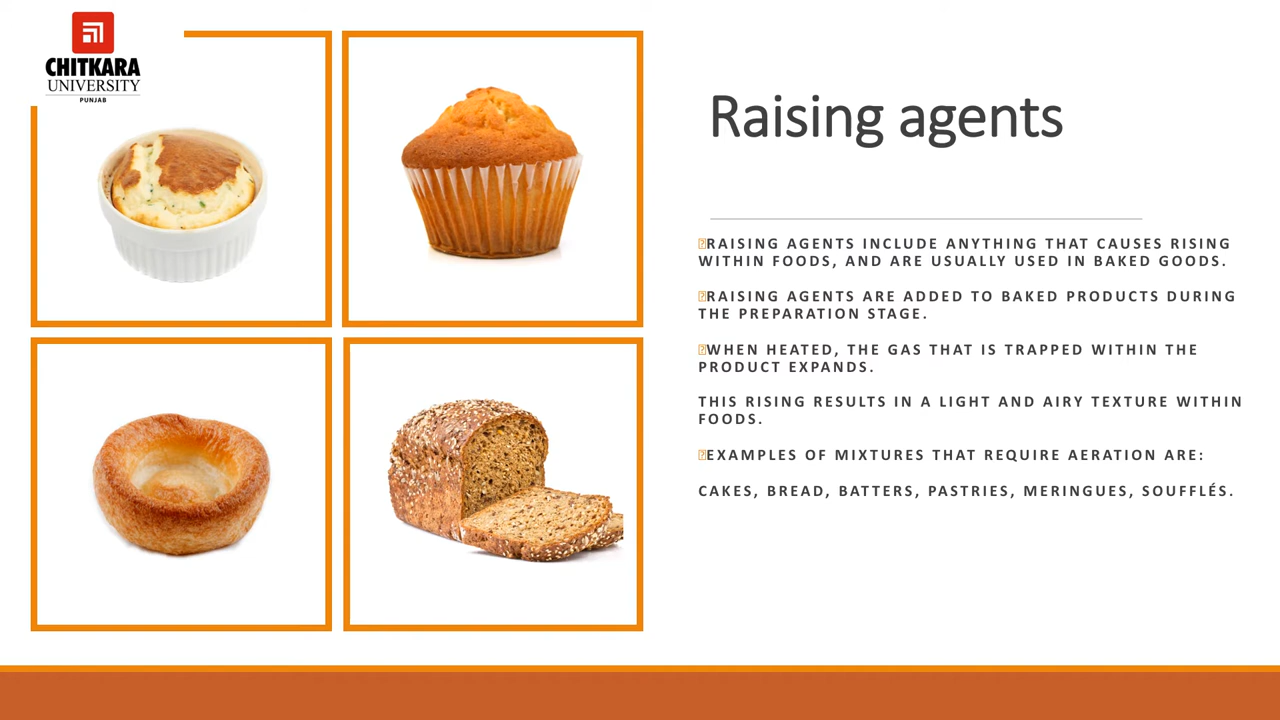 CHITKARA
UNIVERSITY
PUNJAB
Raising agents
RAISING AGENTS INCLUDE ANYTHING THAT CAUSES RISING
WITHIN FOODS, AND ARE USUALLY USED IN BAKED GOODS.
RAISING AGENTS ARE ADDED TO BAKED PRODUCTS DURING
THE PREPARATION STAGE.
WHEN HEATED, THE GAS THAT IS TRAPPED WITHIN THE
PRODUCT EXPANDS.
THIS RISING RESULTS IN A LIGHT AND AIRY TEXTURE WITHIN
FOODS.
EXAMPLES OF MIXTURES THAT REQUIRE AERATION ARE:
CAKES, BREAD, BATTERS, PASTRIES, MERINGUES, SOUFFLÉS.